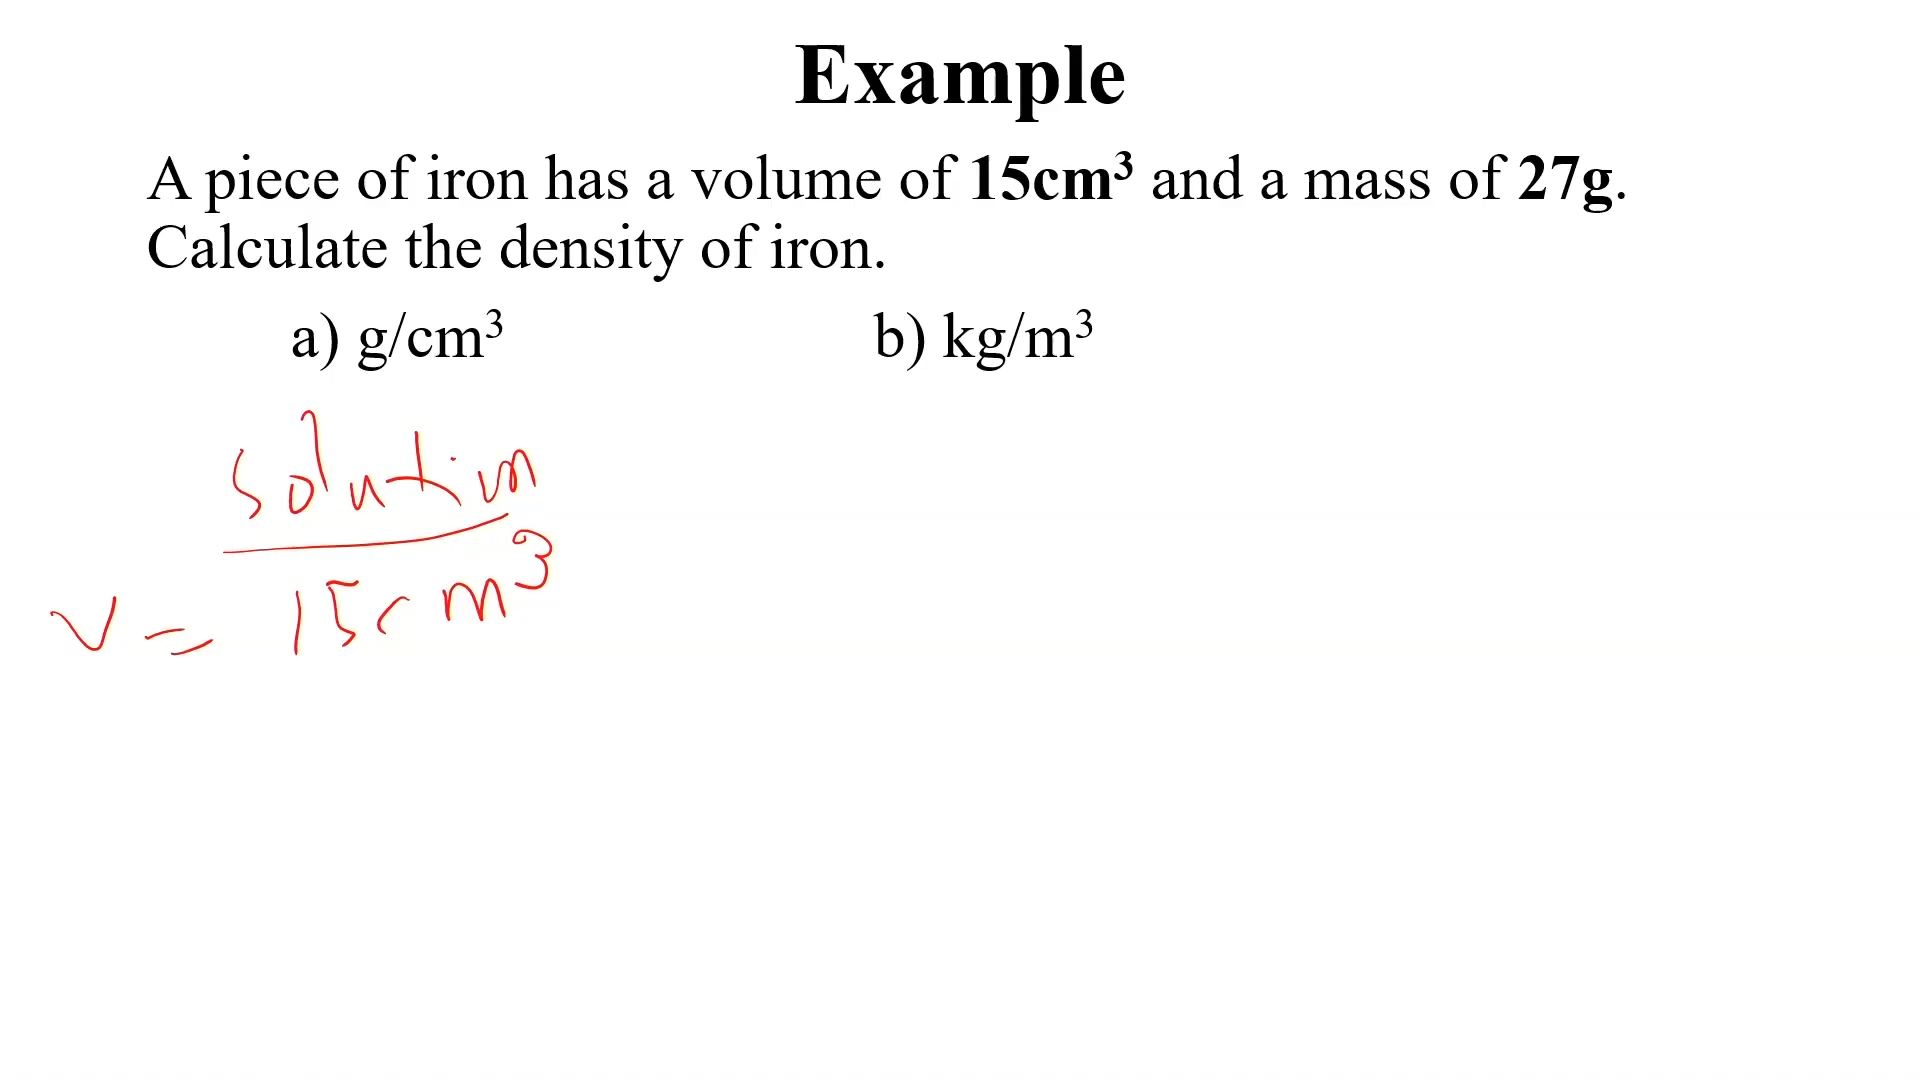 Example
A piece of iron has a volume of 15cm³ and a mass of 27g.
Calculate the density of iron.
a) g/cm³ b) kg/m³
solution
V = 15cm³